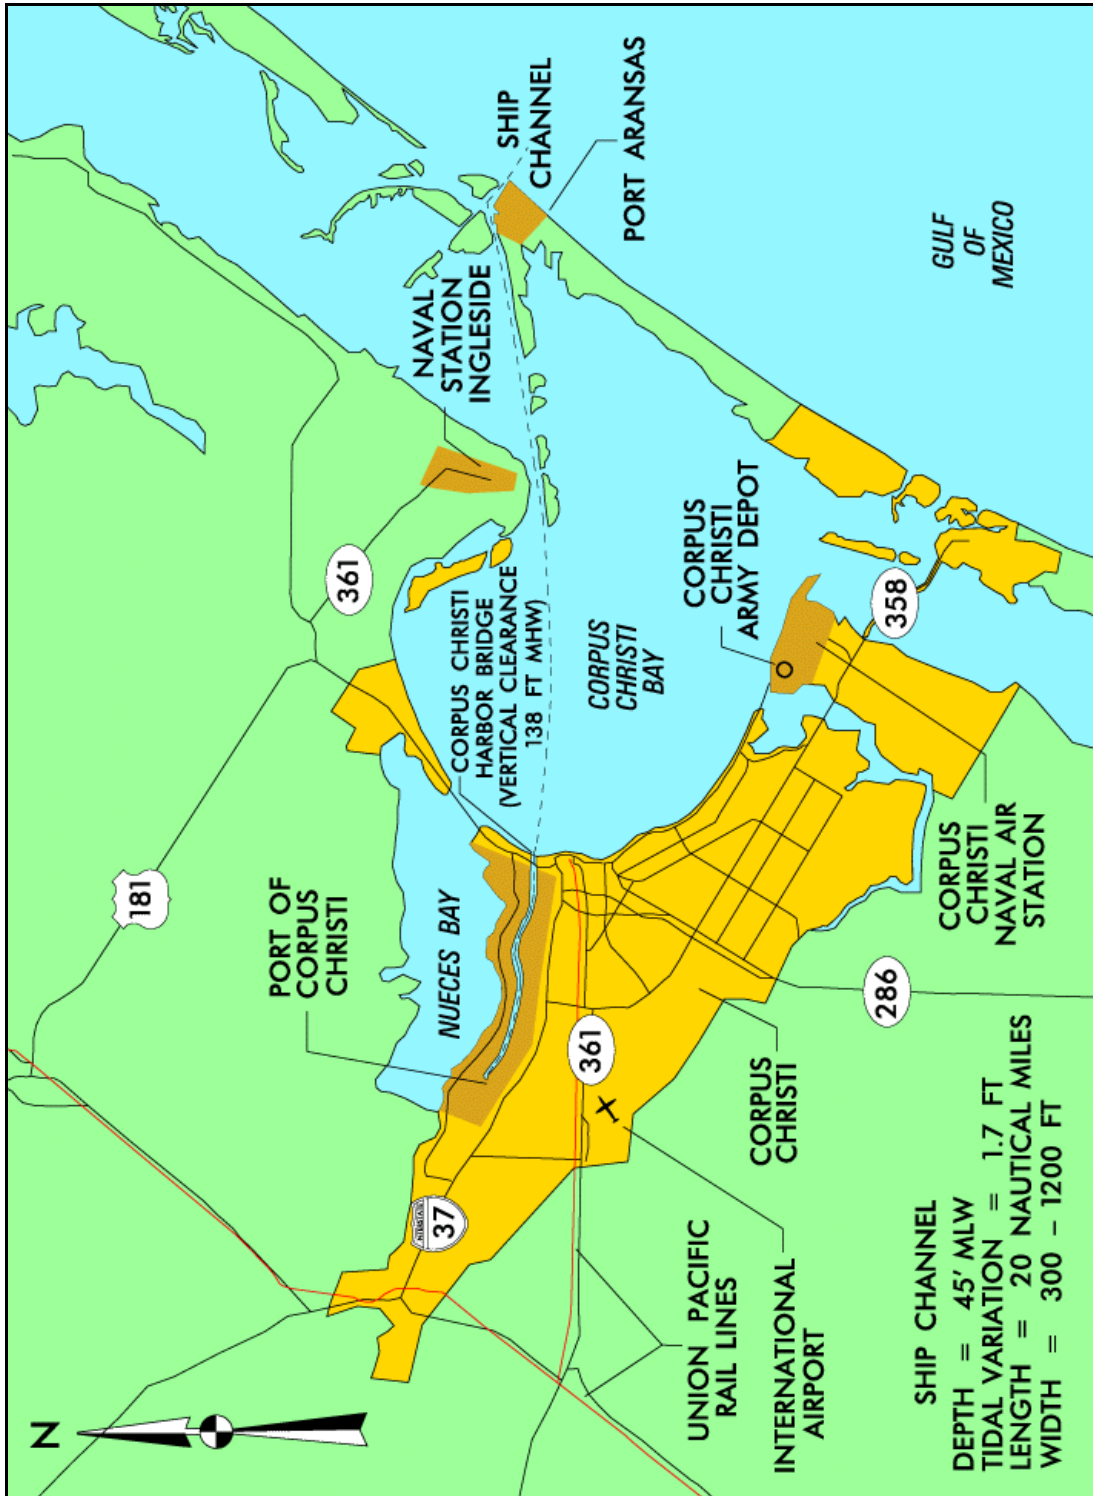 N
181
361
NAVAL
STATION
INGLESIDE
SHIP
CHANNEL
PORT ARANSAS
PORT OF
CORPUS
CHRISTI
NUECES BAY
CORPUS CHRISTI
HARBOR BRIDGE
(VERTICAL CLEARANCE
138 FT MHW)
INTERSTATE
37
361
CORPUS
CHRISTI
BAY
GULF
OF
MEXICO
CORPUS
CHRISTI
ARMY DEPOT
358
UNION PACIFIC
RAIL LINES
INTERNATIONAL
AIRPORT
CORPUS
CHRISTI
286
CORPUS
CHRISTI
NAVAL AIR
STATION
SHIP CHANNEL
DEPTH = 45' MLW
TIDAL VARIATION = 1.7 FT
LENGTH = 20 NAUTICAL MILES
WIDTH = 300 - 1200 FT